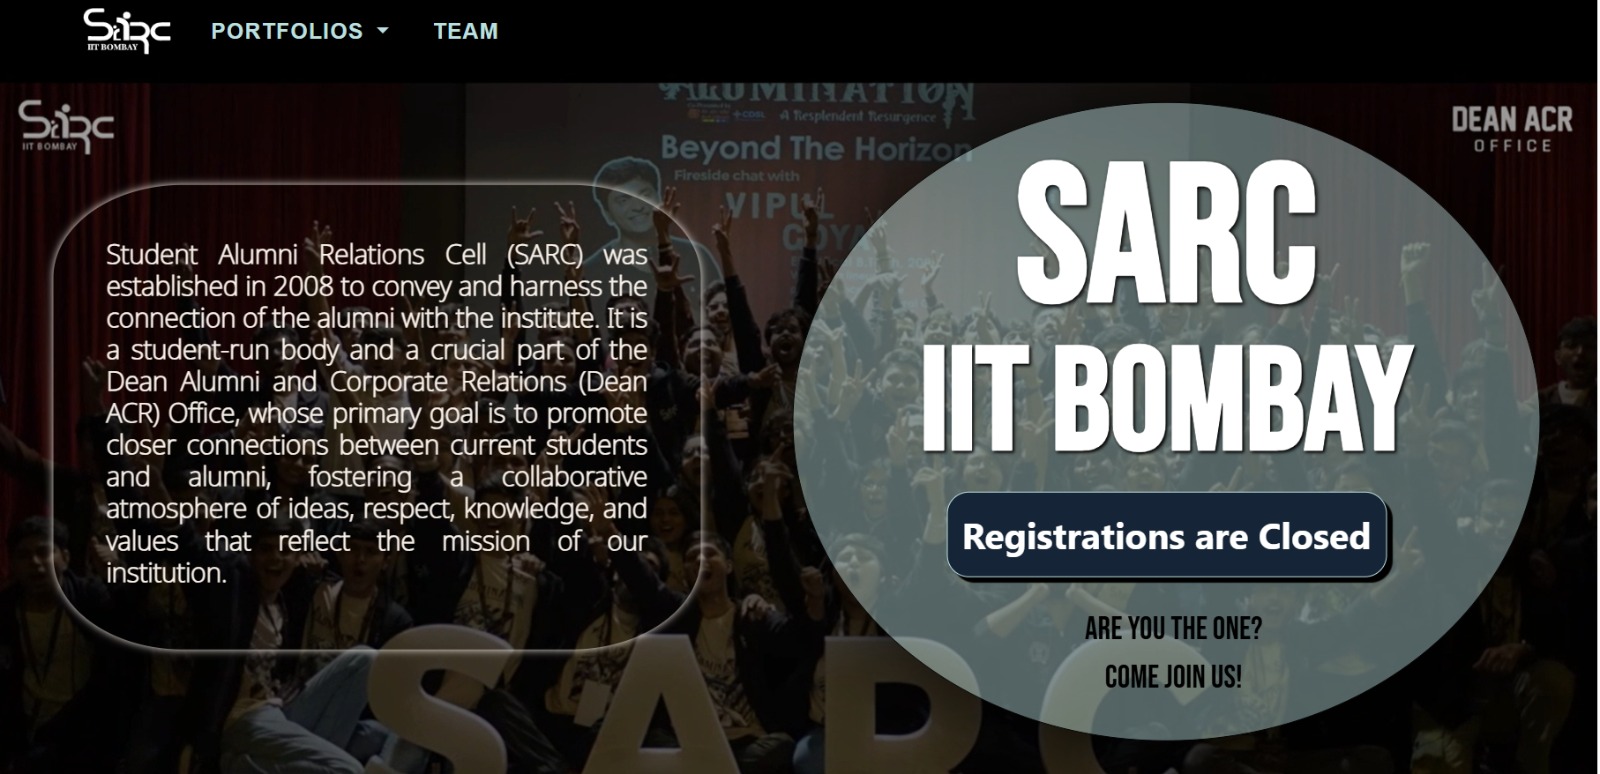 SARC
IIT BOMBAY
PORTFOLIOS
TEAM
SARC
IIT BOMBAY
DEAN ACR
OFFICE
A Resplendent Resurgence
Beyond The Horizon
Fireside chat with
VIPUL
GOYAL
Student Alumni Relations Cell (SARC) was
established in 2008 to convey and harness the
connection of the alumni with the institute. It is
a student-run body and a crucial part of the
Dean Alumni and Corporate Relations (Dean
ACR) Office, whose primary goal is to promote
closer connections between current students
and alumni, fostering a collaborative
atmosphere of ideas, respect, knowledge, and
values that reflect the mission of our
institution.
SARC
IIT BOMBAY
Registrations are Closed
ARE YOU THE ONE?
COME JOIN US!
SARC